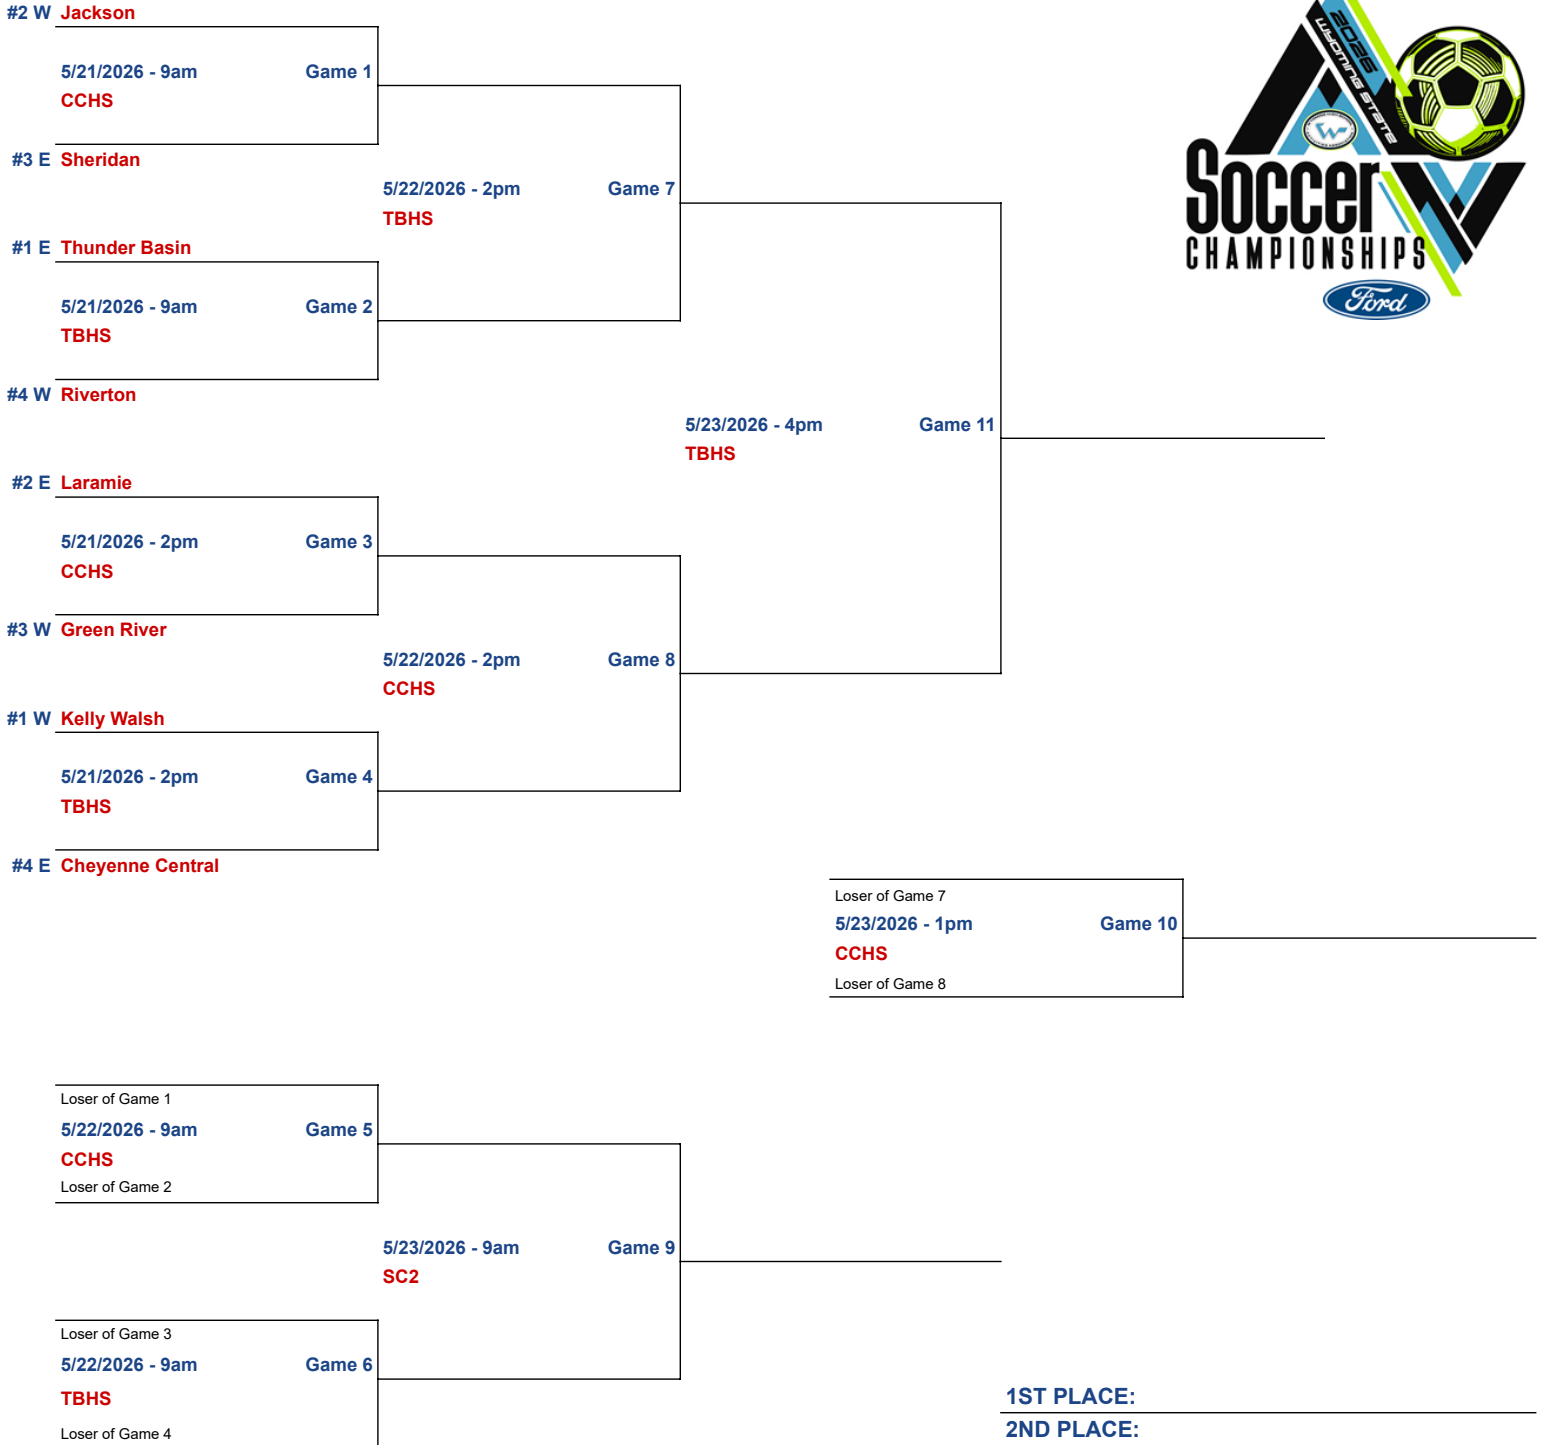 #2 W Jackson
5/21/2026 - 9am Game 1
CCHS
#3 E Sheridan
5/22/2026 - 2pm Game 7
TBHS
#1 E Thunder Basin
5/21/2026 - 9am Game 2
TBHS
#4 W Riverton
5/23/2026 - 4pm Game 11
TBHS
#2 E Laramie
5/21/2026 - 2pm Game 3
CCHS
#3 W Green River
5/22/2026 - 2pm Game 8
CCHS
#1 W Kelly Walsh
5/21/2026 - 2pm Game 4
TBHS
#4 E Cheyenne Central
2026
WYOMING STATE
SOCCER
CHAMPIONSHIPS
Ford
Loser of Game 7
5/23/2026 - 1pm Game 10
CCHS
Loser of Game 8
Loser of Game 1
5/22/2026 - 9am Game 5
CCHS
Loser of Game 2
5/23/2026 - 9am Game 9
SC2
Loser of Game 3
5/22/2026 - 9am Game 6
TBHS
Loser of Game 4
1ST PLACE:
2ND PLACE: